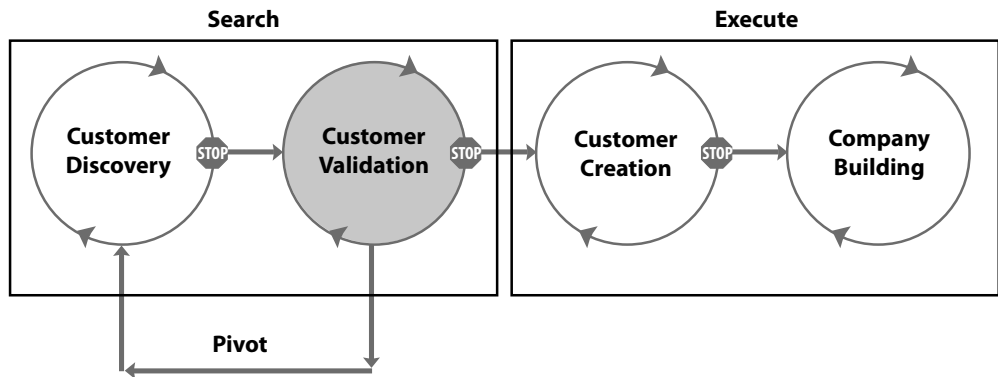 Search
Execute
Customer
Discovery
STOP
Customer
Validation
STOP
Customer
Creation
STOP
Company
Building
Pivot